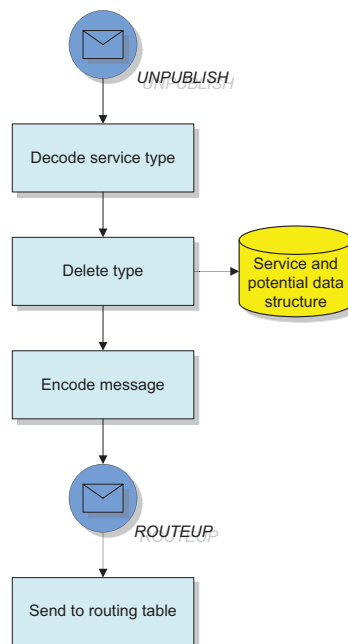 UNPUBLISH
Decode service type
Delete type
Service and
potential data
structure
Encode message
ROUTEUP
Send to routing table